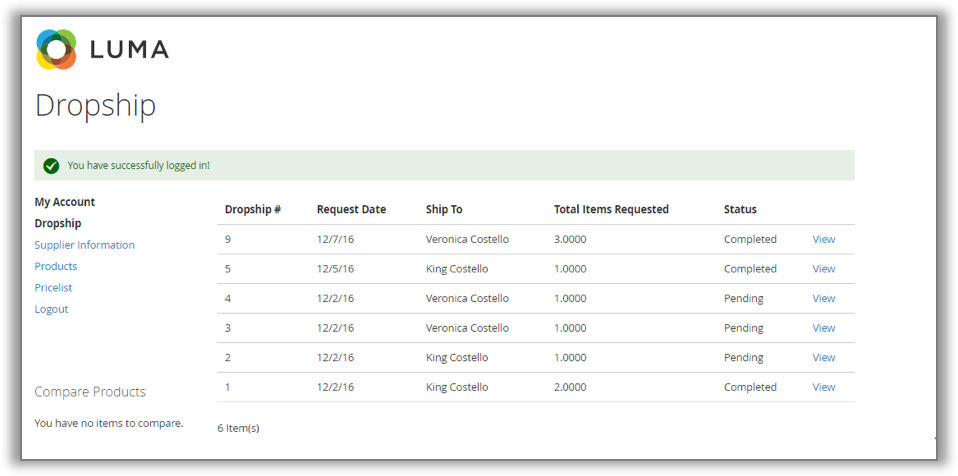 LUMA
Dropship
You have successfully logged in!
My Account
Dropship
Supplier Information
Products
Pricelist
Logout
Compare Products
You have no items to compare.
Dropship # Request Date Ship To Total Items Requested Status
9 12/7/16 Veronica Costello 3.0000 Completed View
5 12/5/16 King Costello 1.0000 Completed View
4 12/2/16 Veronica Costello 1.0000 Pending View
3 12/2/16 Veronica Costello 1.0000 Pending View
2 12/2/16 King Costello 1.0000 Pending View
1 12/2/16 King Costello 2.0000 Completed View
6 Item(s)